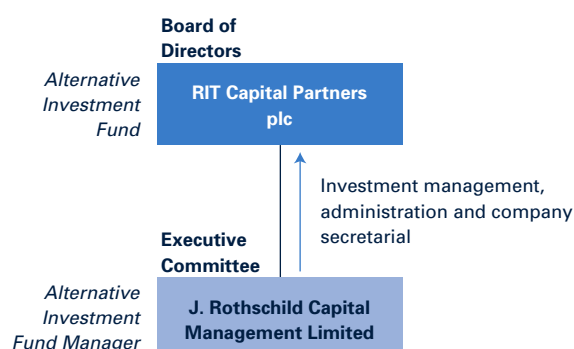 Board of
Directors
Alternative
Investment
Fund
RIT Capital Partners
plc
Investment management,
administration and company
secretarial
Executive
Committee
Alternative
Investment
Fund Manager
J. Rothschild Capital
Management Limited